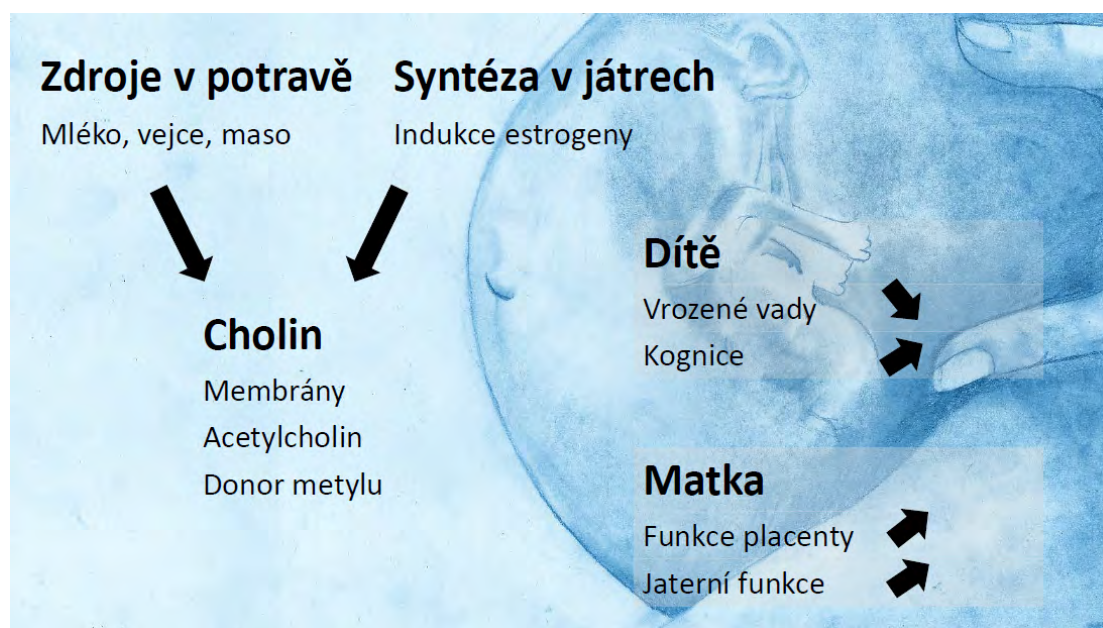 Zdroje v potravě
Mléko, vejce, maso
Syntéza v játrech
Indukce estrogeny
Cholin
Membrány
Acetylcholin
Donor metylu
Dítě
Vrozené vady
Kognice
Matka
Funkce placenty
Jaterní funkce